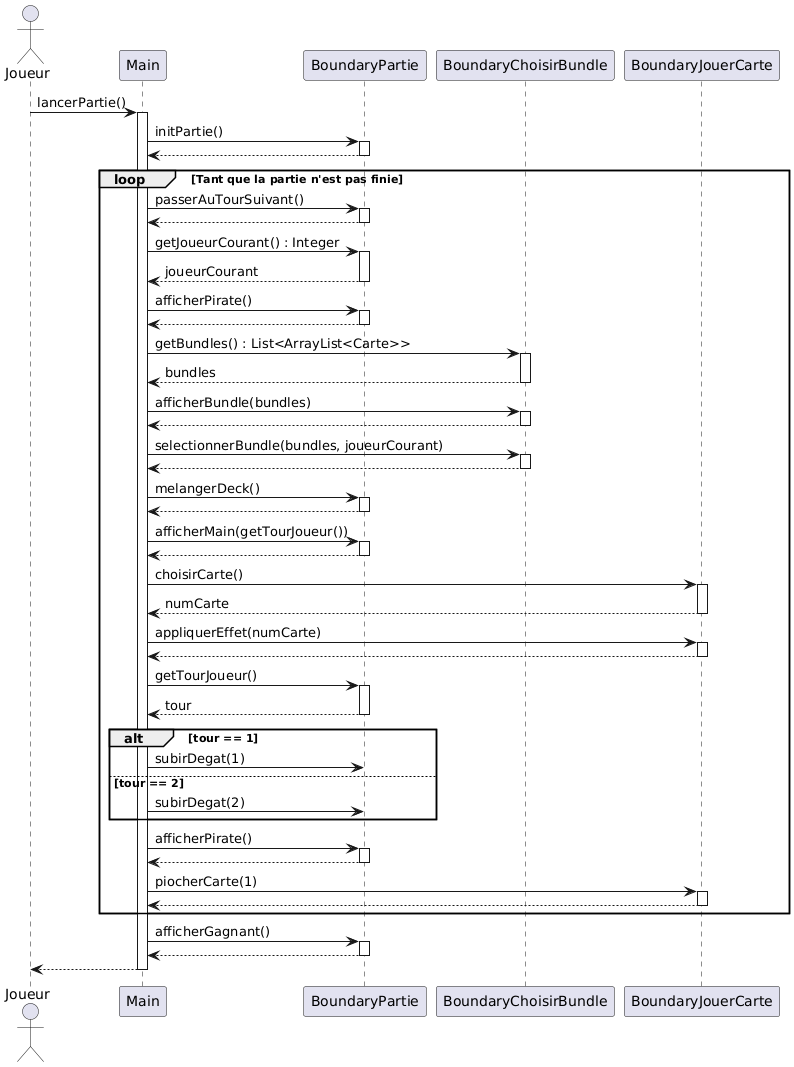 Joueur
Main
BoundaryPartie
BoundaryChoisirBundle
BoundaryJouerCarte
lancerPartie()
initPartie()
loop [Tant que la partie n'est pas finie]
passerAuTourSuivant()
getJoueurCourant() : Integer
joueurCourant
afficherPirate()
getBundles() : List<ArrayList<Carte>>
bundles
afficherBundle(bundles)
selectionnerBundle(bundles, joueurCourant)
melangerDeck()
afficherMain(getTourJoueur())
choisirCarte()
numCarte
appliquerEffet(numCarte)
getTourJoueur()
tour
alt [tour == 1]
subirDegat(1)
[tour == 2]
subirDegat(2)
afficherPirate()
piocherCarte(1)
afficherGagnant()
Joueur
Main
BoundaryPartie
BoundaryChoisirBundle
BoundaryJouerCarte